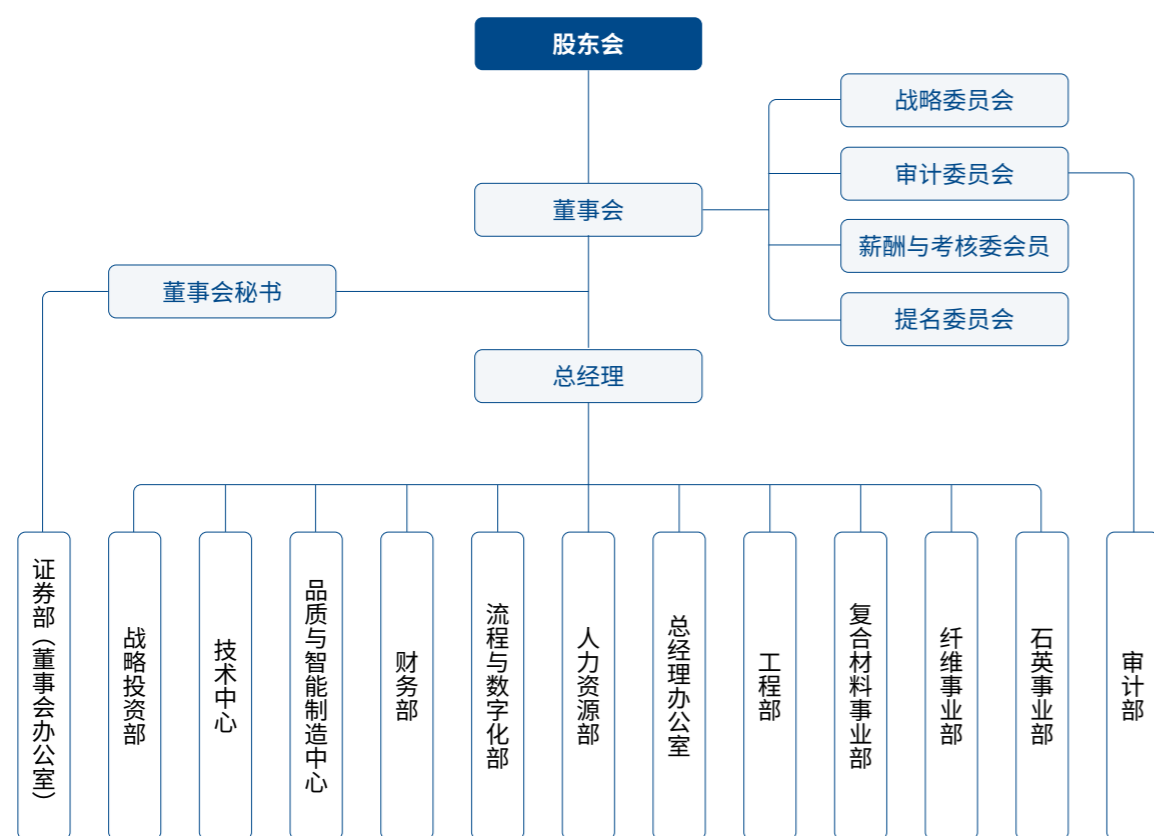 股东会
战略委员会
审计委员会
董事会
薪酬与考核委会员
董事会秘书
提名委员会
总经理
证券部（董事会办公室）
战略投资部
技术中心
品质与智能制造中心
财务部
流程与数字化部
人力资源部
总经理办公室
工程部
复合材料事业部
纤维事业部
石英事业部
审计部